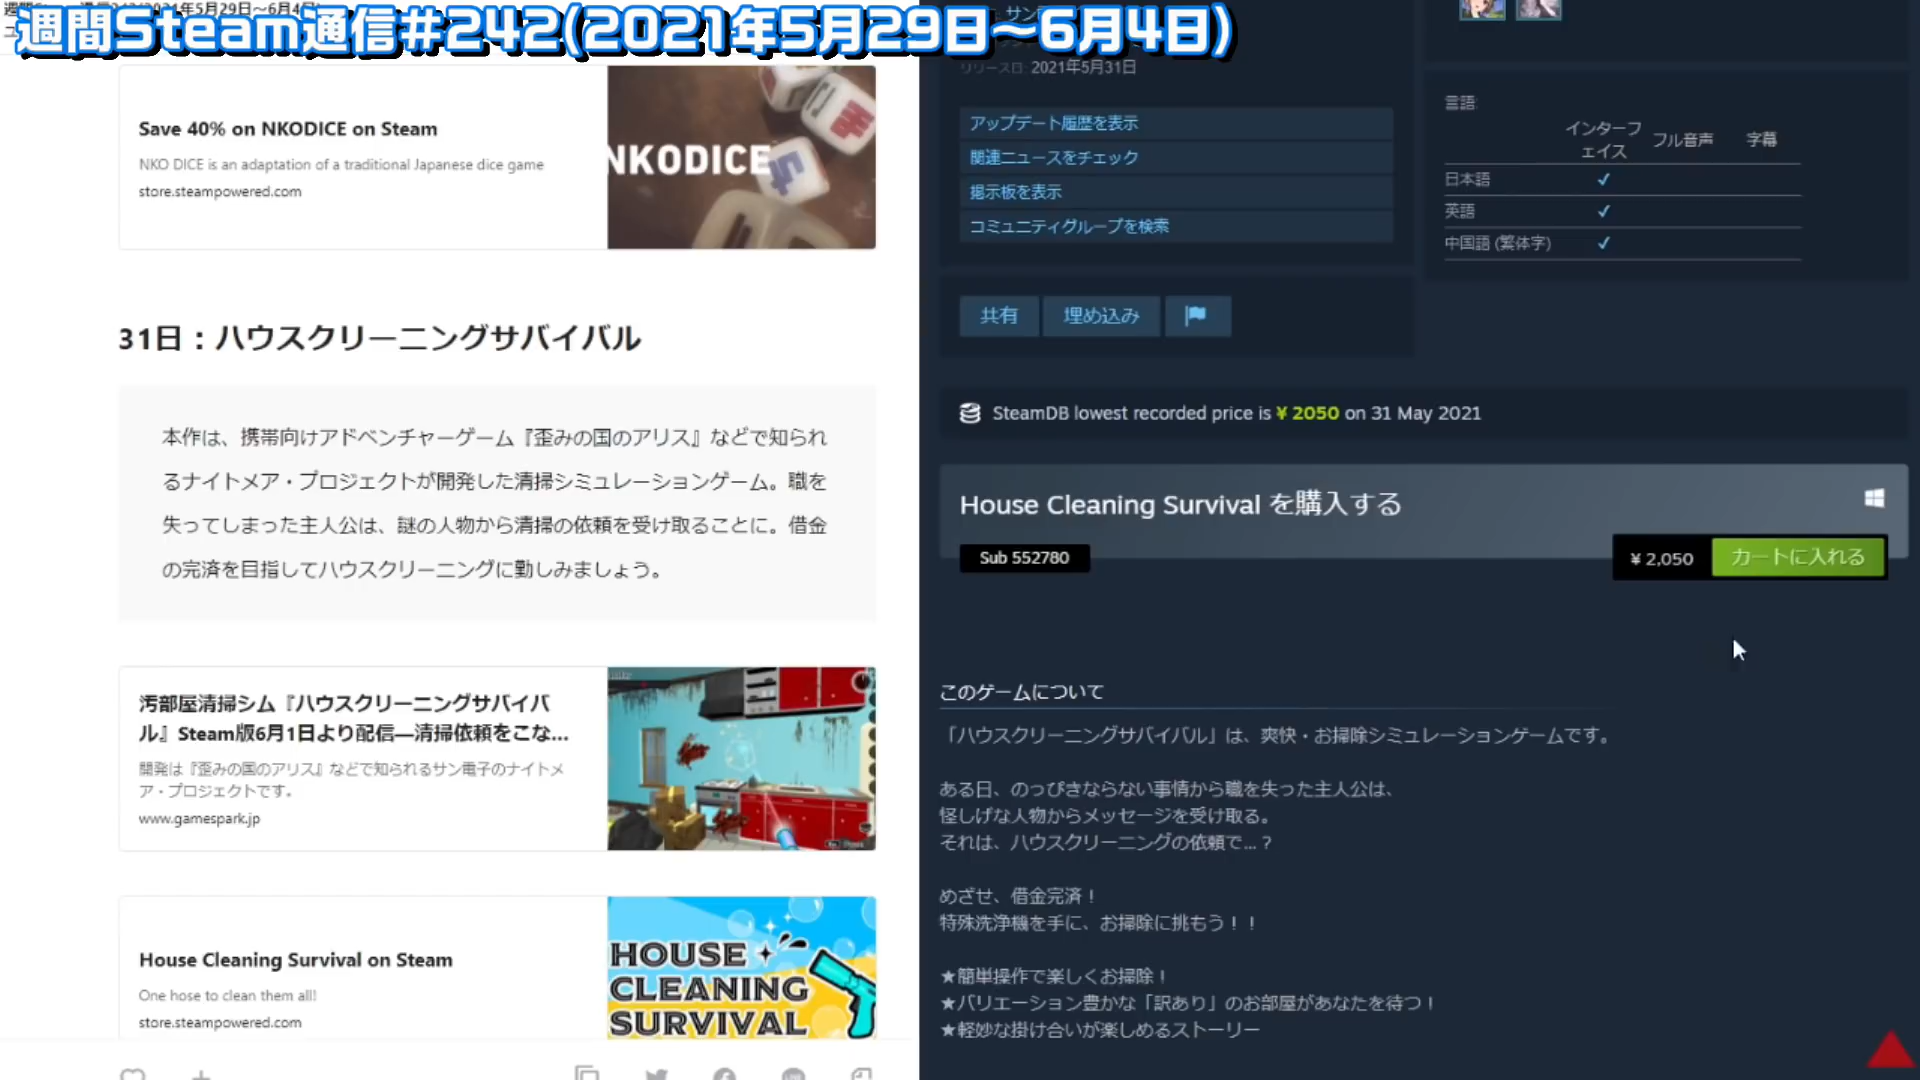 週間Steam通信#242(2021年5月29日～6月4日)
Save 40% on NKODICE on Steam
NKO DICE is an adaptation of a traditional Japanese dice game
store.steampowered.com
NKODICE
31日：ハウスクリーニングサバイバル
本作は、携帯向けアドベンチャーゲーム『歪みの国のアリス』などで知られ
るナイトメア・プロジェクトが開発した清掃シミュレーションゲーム。職を
失ってしまった主人公は、謎の人物から清掃の依頼を受け取ることに。借金
の完済を目指してハウスクリーニングに勤しみましょう。
汚部屋清掃シム『ハウスクリーニングサバイバ
ル』Steam版6月1日より配信—清掃依頼をこな...
開発は『歪みの国のアリス』などで知られるサン電子のナイトメ
ア・プロジェクトです。
www.gamespark.jp
House Cleaning Survival on Steam
One hose to clean them all!
store.steampowered.com
HOUSE
CLEANING
SURVIVAL
リリース日: 2021年5月31日
アップデート履歴を表示
関連ニュースをチェック
掲示板を表示
コミュニティグループを検索
共有
埋め込み
言語:
インターフェイス フル音声 字幕
日本語 ✓
英語 ✓
中国語 (繁体字) ✓
SteamDB lowest recorded price is ¥ 2050 on 31 May 2021
House Cleaning Survival を購入する
Sub 552780
¥ 2,050
カートに入れる
このゲームについて
「ハウスクリーニングサバイバル」は、爽快・お掃除シミュレーションゲームです。
ある日、のっぴきならない事情から職を失った主人公は、
怪しげな人物からメッセージを受け取る。
それは、ハウスクリーニングの依頼で…？
めざせ、借金完済！
特殊洗浄機を手に、お掃除に挑もう！！
★簡単操作で楽しくお掃除！
★バリエーション豊かな「訳あり」のお部屋があなたを待つ！
★軽妙な掛け合いが楽しめるストーリー